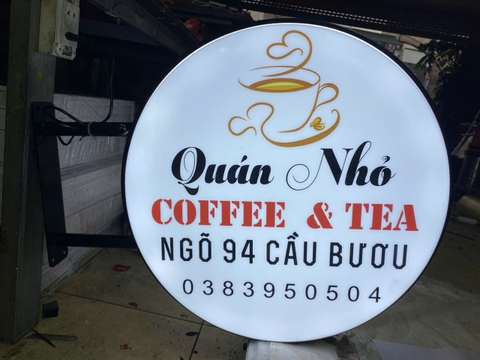 Quán Nhỏ
COFFEE & TEA
NGÕ 94 CẦU BƯƠU
0383950504